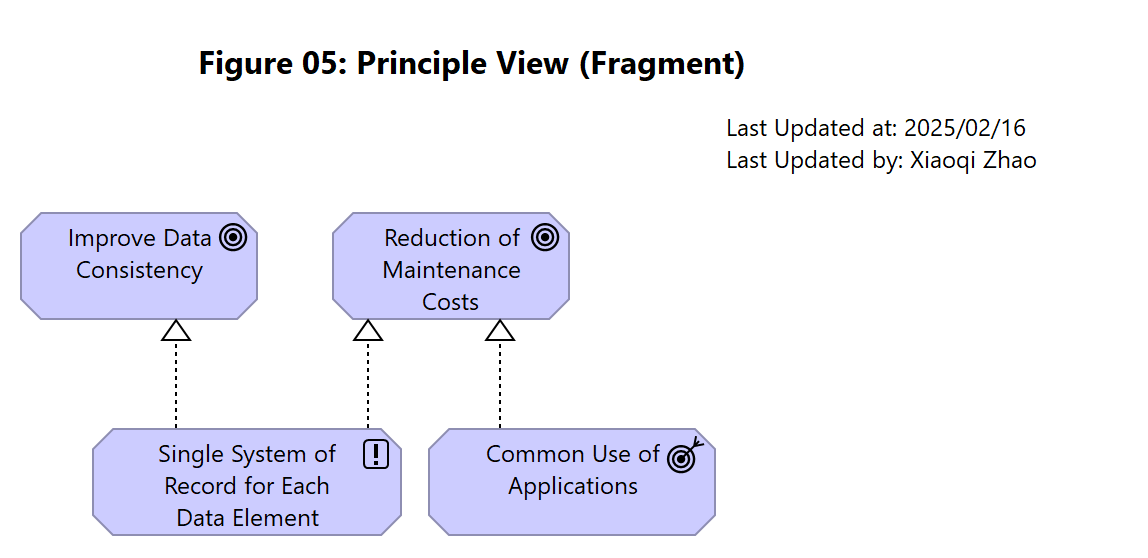 Figure 05: Principle View (Fragment)
Last Updated at: 2025/02/16
Last Updated by: Xiaoqi Zhao
Improve Data
Consistency
Reduction of
Maintenance
Costs
Single System of
Record for Each
Data Element
Common Use of
Applications